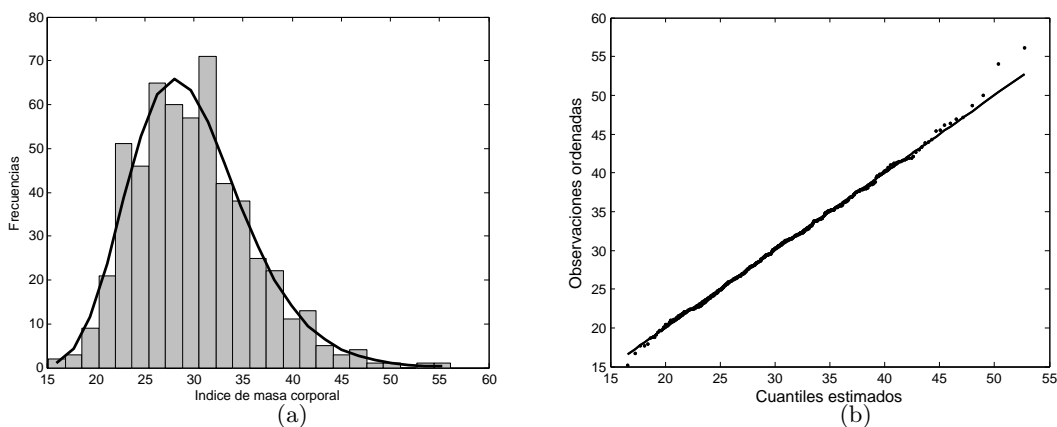 80
70
60
50
40
30
20
10
0
Frecuencias
15 20 25 30 35 40 45 50 55 60
Indice de masa corporal
(a)
60
55
50
45
40
35
30
25
20
15
Observaciones ordenadas
15 20 25 30 35 40 45 50 55
Cuantiles estimados
(b)